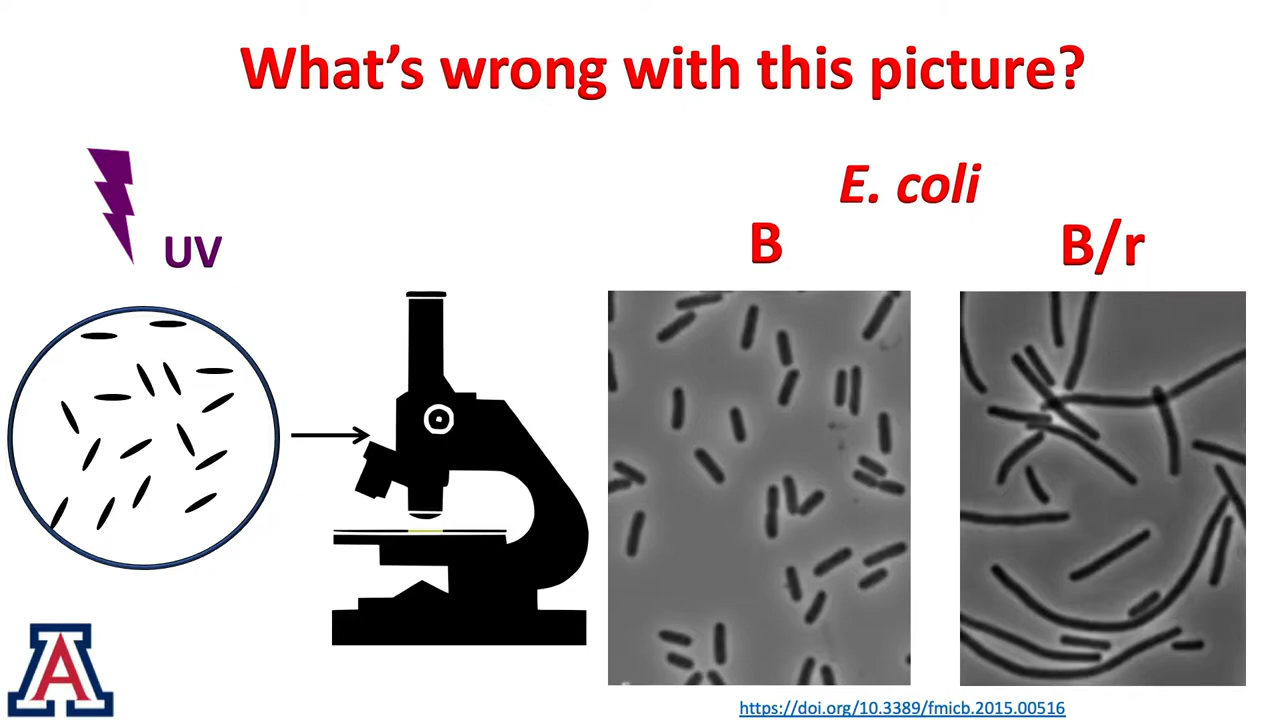 What's wrong with this picture?
UV
E. coli
B
B/r
A
https://doi.org/10.3389/fmicb.2015.00516